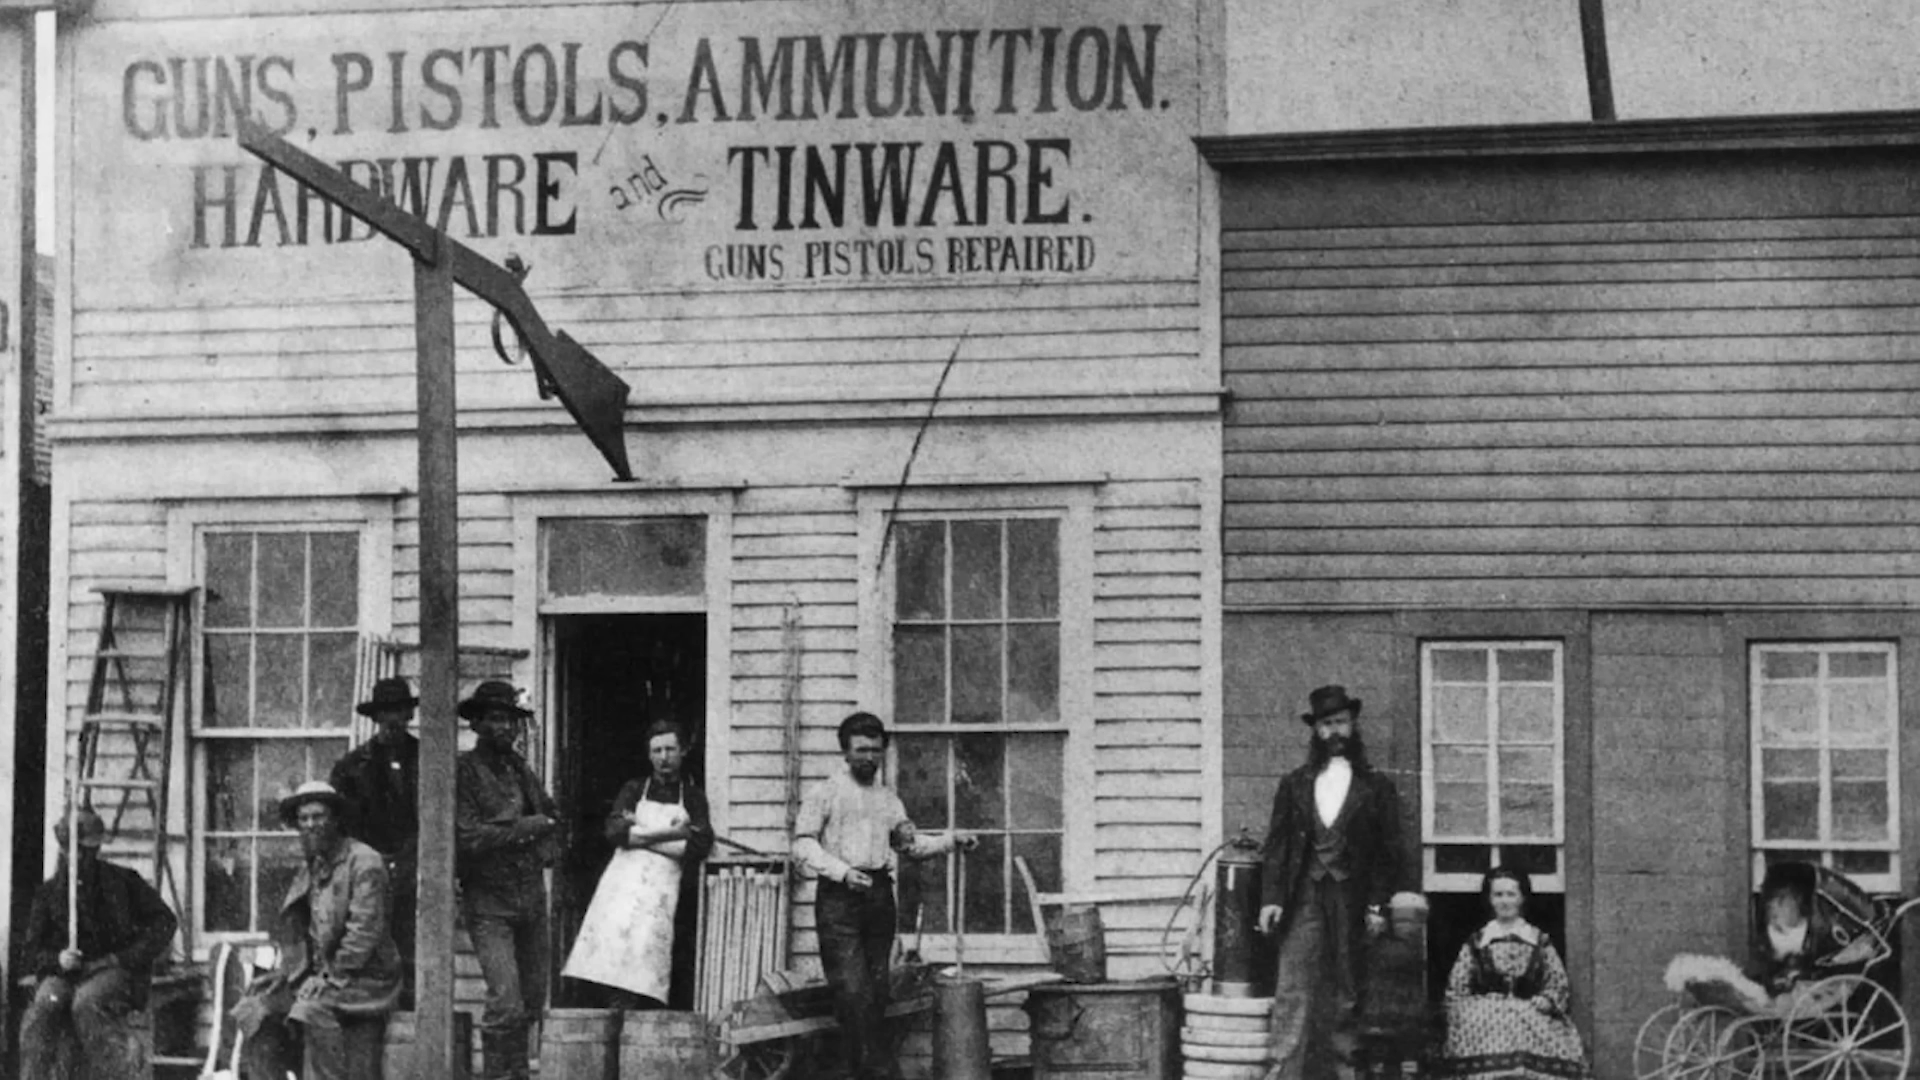 GUNS, PISTOLS, AMMUNITION.
HARDWARE and TINWARE.
GUNS PISTOLS REPAIRED